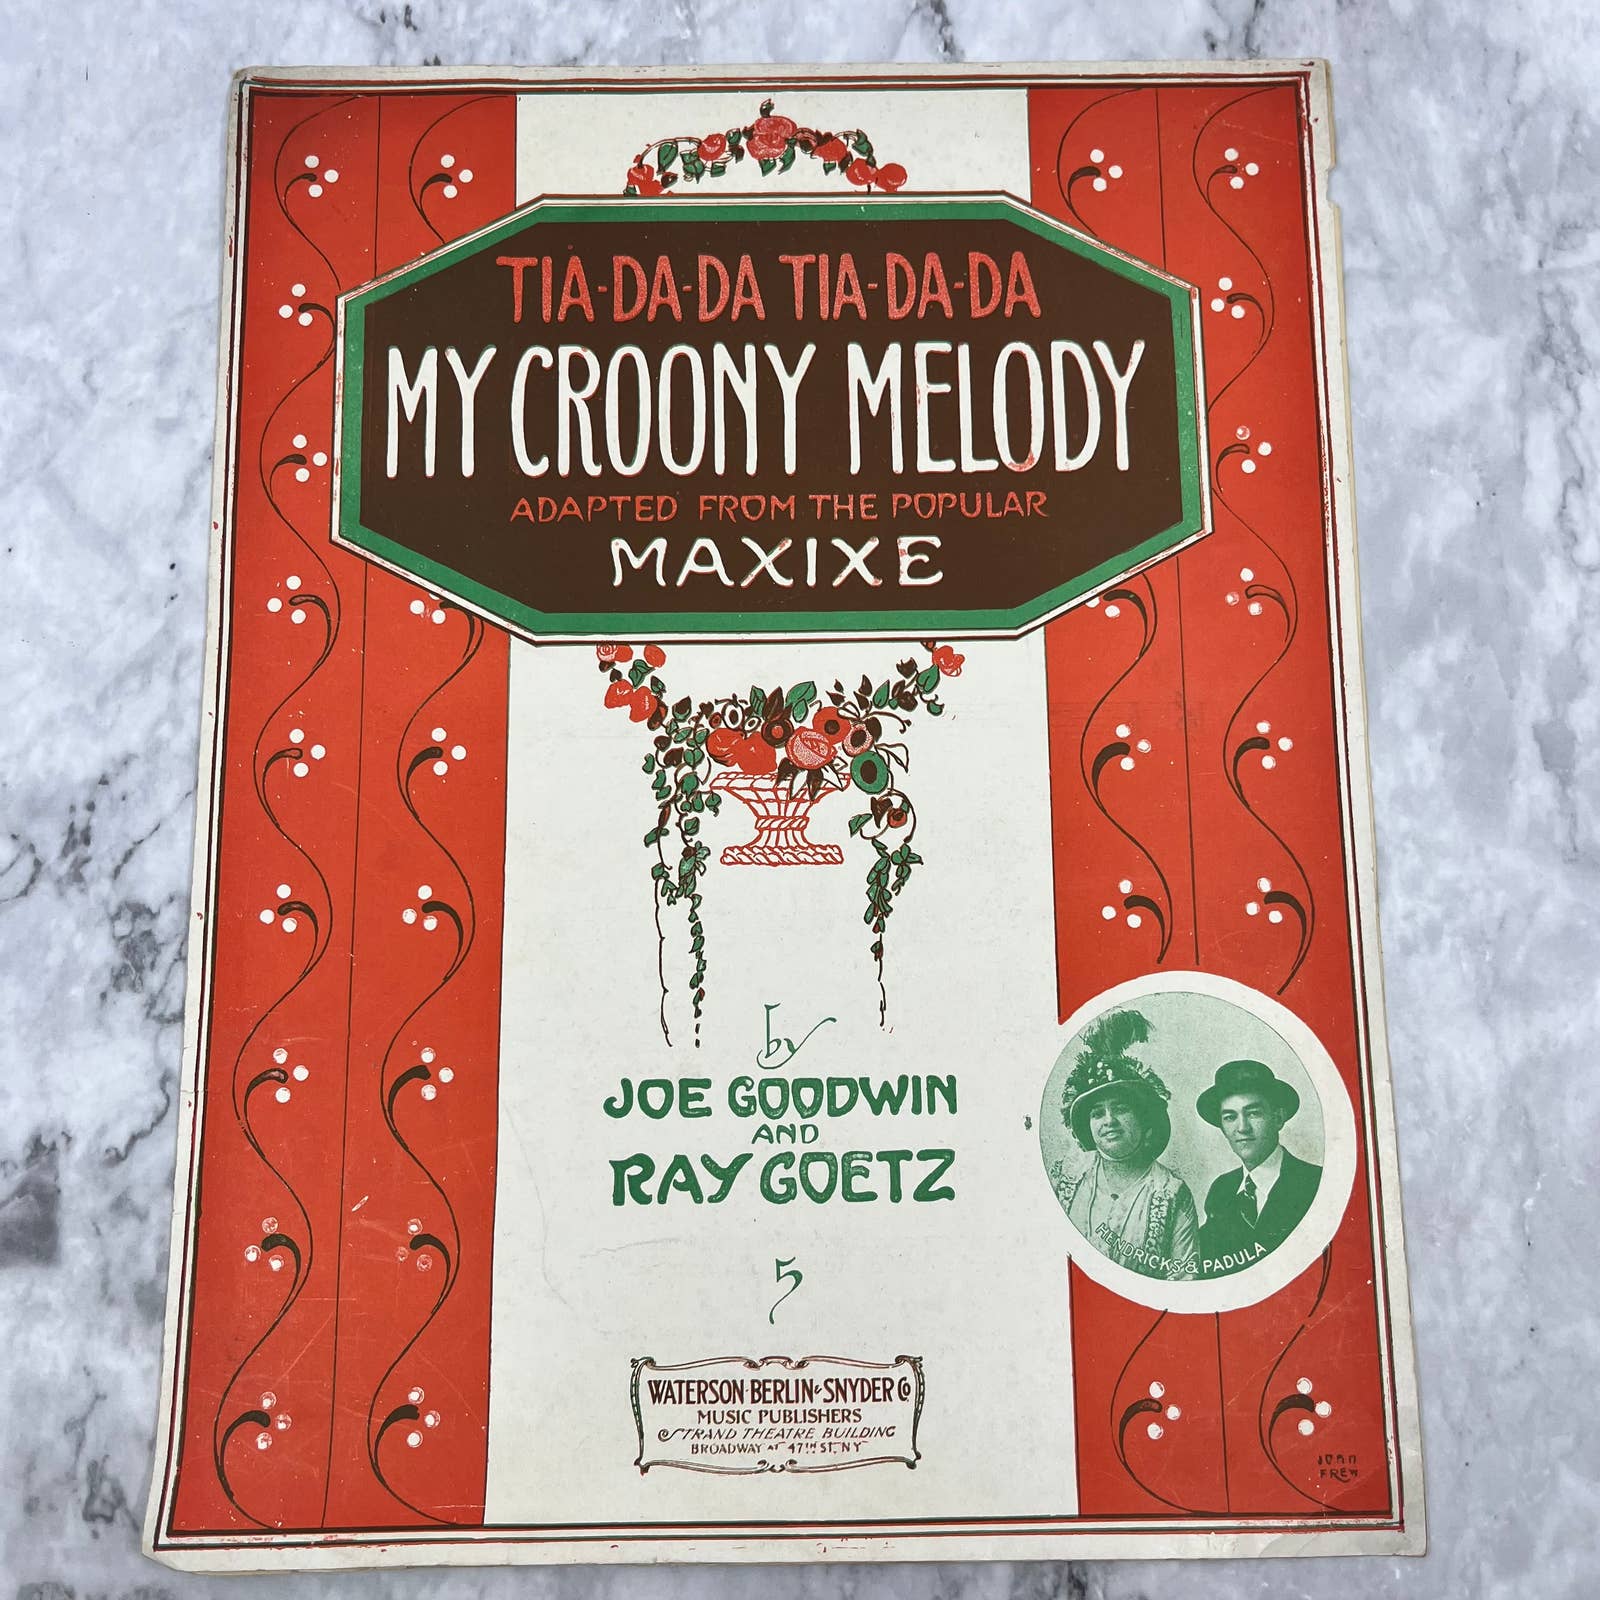 TIA-DA-DA TIA-DA-DA
MY CROONY MELODY
ADAPTED FROM THE POPULAR
MAXIXE
by
JOE GOODWIN
AND
RAY GOETZ
HENDRICKS & PADULA
5
WATERSON·BERLIN & SNYDER CO.
MUSIC PUBLISHERS
STRAND THEATRE BUILDING
BROADWAY AT 47TH ST. NY
JOHN
FREW